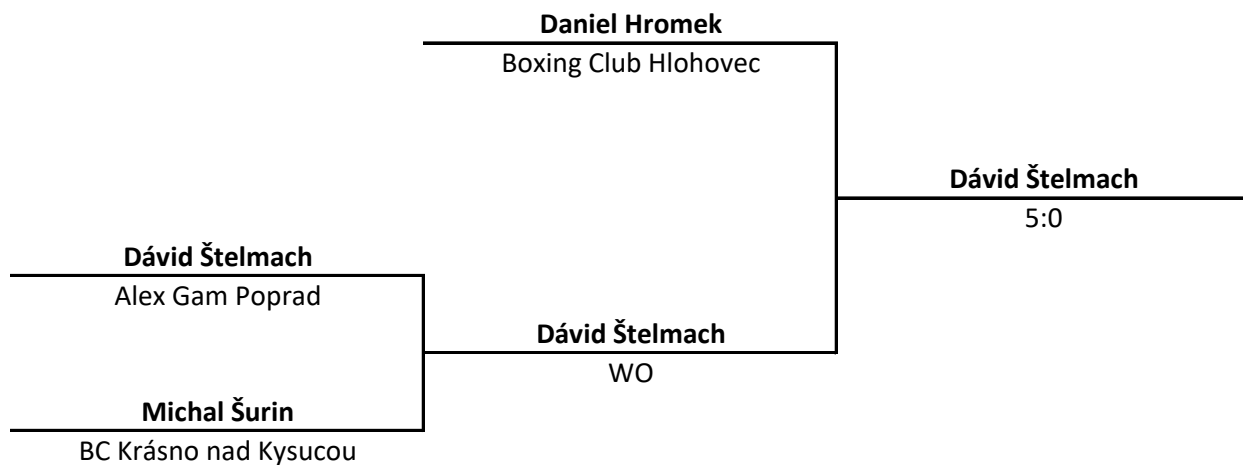 Daniel Hromek
Boxing Club Hlohovec
Dávid Štelmach
5:0
Dávid Štelmach
Alex Gam Poprad
Dávid Štelmach
WO
Michal Šurin
BC Krásno nad Kysucou